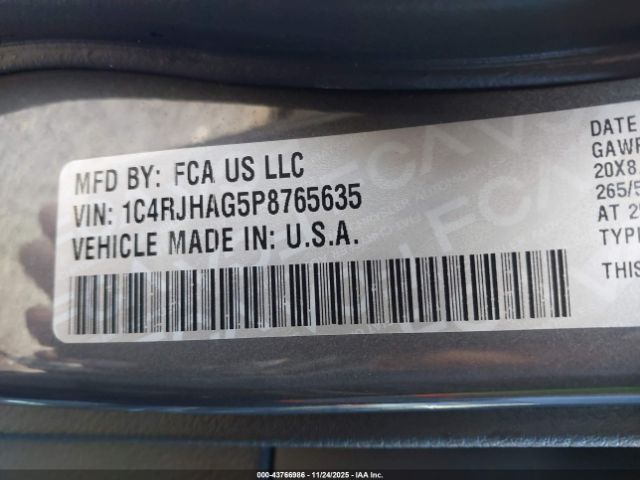 MFD BY: FCA US LLC
VIN: 1C4RJHAG5P8765635
VEHICLE MADE IN: U.S.A.
DATE
GAWR
20X8.
265/5
AT 2
TYPE
THIS
000-43766986 - 11/24/2025 - IAA Inc.